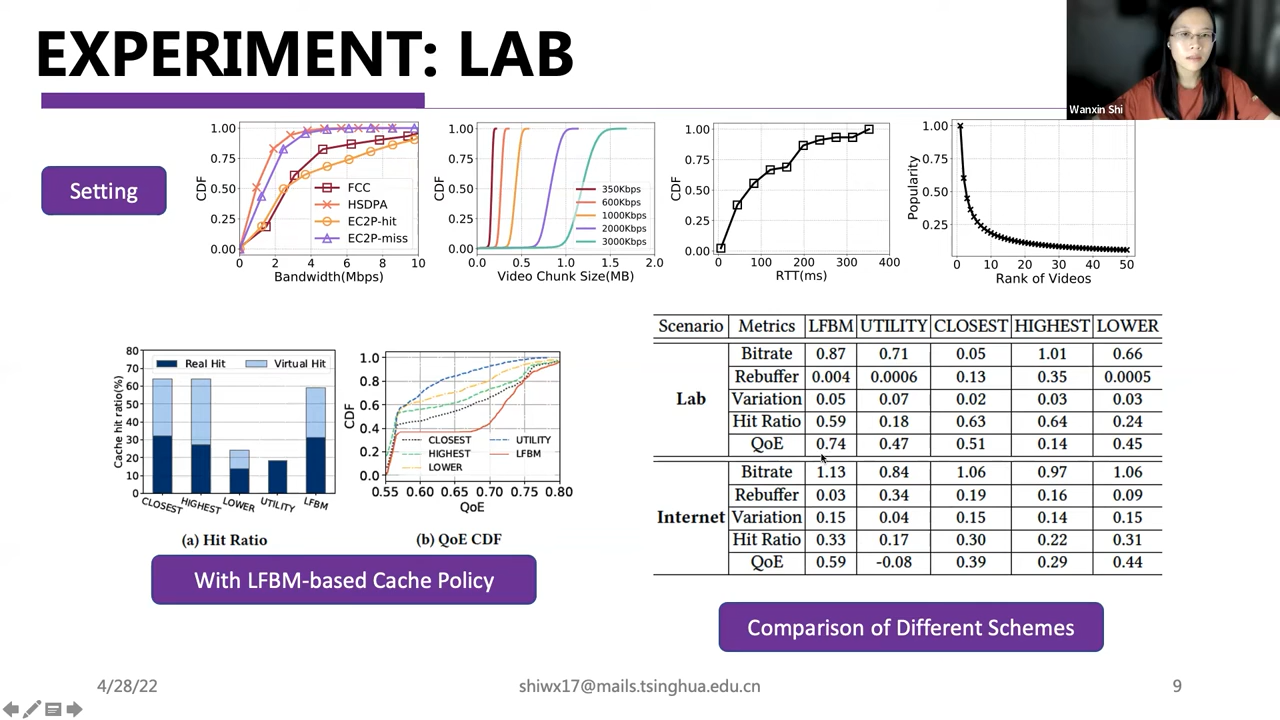 EXPERIMENT: LAB
Wanxin Shi
Setting
CDF
1.00
0.75
0.50
0.25
0.00
FCC
HSDPA
EC2P-hit
EC2P-miss
0 2 4 6 8 10
Bandwidth(Mbps)
CDF
1.00
0.75
0.50
0.25
0.00
350Kbps
600Kbps
1000Kbps
2000Kbps
3000Kbps
0.0 0.5 1.0 1.5 2.0
Video Chunk Size(MB)
CDF
1.00
0.75
0.50
0.25
0.00
0 100 200 300 400
RTT(ms)
Popularity
1.00
0.75
0.50
0.25
0 10 20 30 40 50
Rank of Videos
Cache hit ratio(%)
80
70
60
50
40
30
20
10
0
Real Hit Virtual Hit
CLOSEST HIGHEST LOWER UTILITY LFBM
(a) Hit Ratio
CDF
1.0
0.8
0.6
0.4
0.2
0.0
CLOSEST UTILITY
HIGHEST LFBM
LOWER
0.55 0.60 0.65 0.70 0.75 0.80
QoE
(b) QoE CDF
With LFBM-based Cache Policy
Scenario Metrics LFBM UTILITY CLOSEST HIGHEST LOWER
Bitrate 0.87 0.71 0.05 1.01 0.66
Rebuffer 0.004 0.0006 0.13 0.35 0.0005
Lab Variation 0.05 0.07 0.02 0.03 0.03
Hit Ratio 0.59 0.18 0.63 0.64 0.24
QoE 0.74 0.47 0.51 0.14 0.45
Bitrate 1.13 0.84 1.06 0.97 1.06
Rebuffer 0.03 0.34 0.19 0.16 0.09
Internet Variation 0.15 0.04 0.15 0.14 0.15
Hit Ratio 0.33 0.17 0.30 0.22 0.31
QoE 0.59 -0.08 0.39 0.29 0.44
Comparison of Different Schemes
4/28/22
shiwx17@mails.tsinghua.edu.cn
9